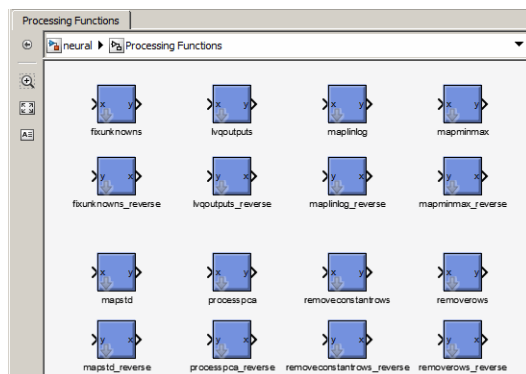 Processing Functions
neural Processing Functions
x y x y x y x y
fixunknowns lvqoutputs maplinlog mapminmax
y x y x y x y x
fixunknowns_reverse lvqoutputs_reverse maplinlog_reverse mapminmax_reverse
x y x y x y x y
mapstd processpca removeconstantrows removerows
y x y x y x y x
mapstd_reverse processpca_reverse removeconstantrows_reverse removerows_reverse